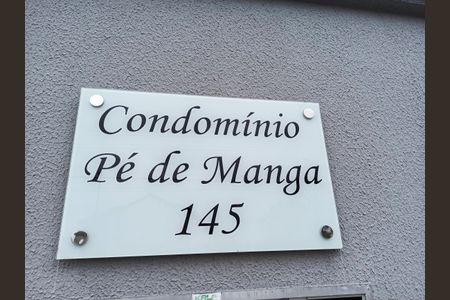 Condomínio
Pé de Manga
145